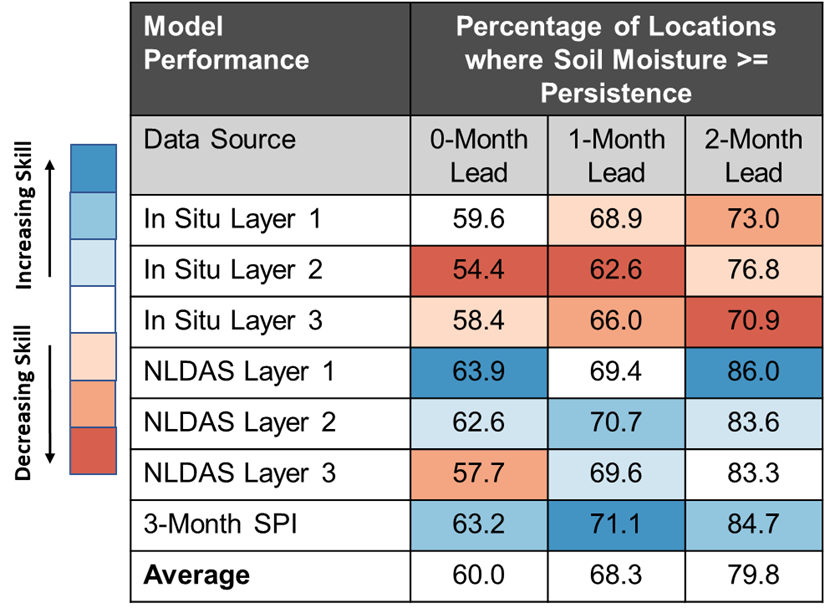 Model
Performance
Percentage of Locations
where Soil Moisture >=
Persistence
Increasing Skill
Decreasing Skill
Data Source
0-Month
Lead
1-Month
Lead
2-Month
Lead
In Situ Layer 1 59.6 68.9 73.0
In Situ Layer 2 54.4 62.6 76.8
In Situ Layer 3 58.4 66.0 70.9
NLDAS Layer 1 63.9 69.4 86.0
NLDAS Layer 2 62.6 70.7 83.6
NLDAS Layer 3 57.7 69.6 83.3
3-Month SPI 63.2 71.1 84.7
Average 60.0 68.3 79.8